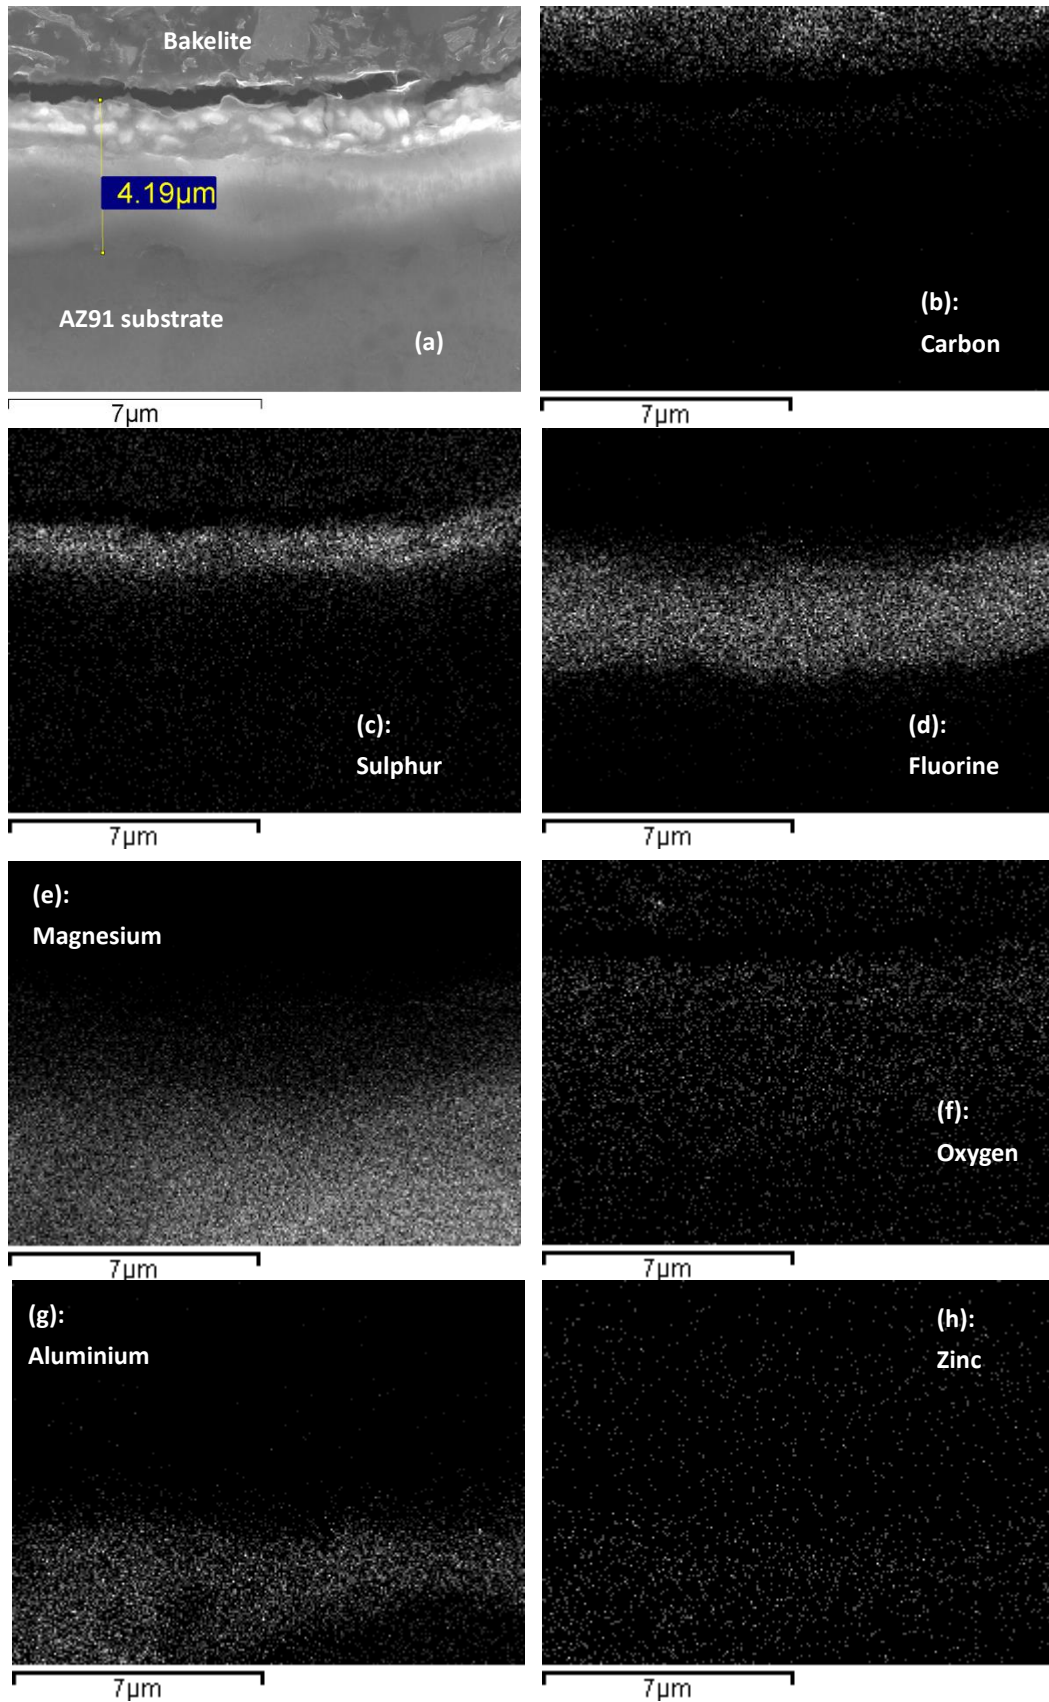 Bakelite
4.19µm
AZ91 substrate
(a)
7µm
(b):
Carbon
7µm
(c):
Sulphur
7µm
(d):
Fluorine
7µm
(e):
Magnesium
7µm
(f):
Oxygen
7µm
(g):
Aluminium
7µm
(h):
Zinc
7µm